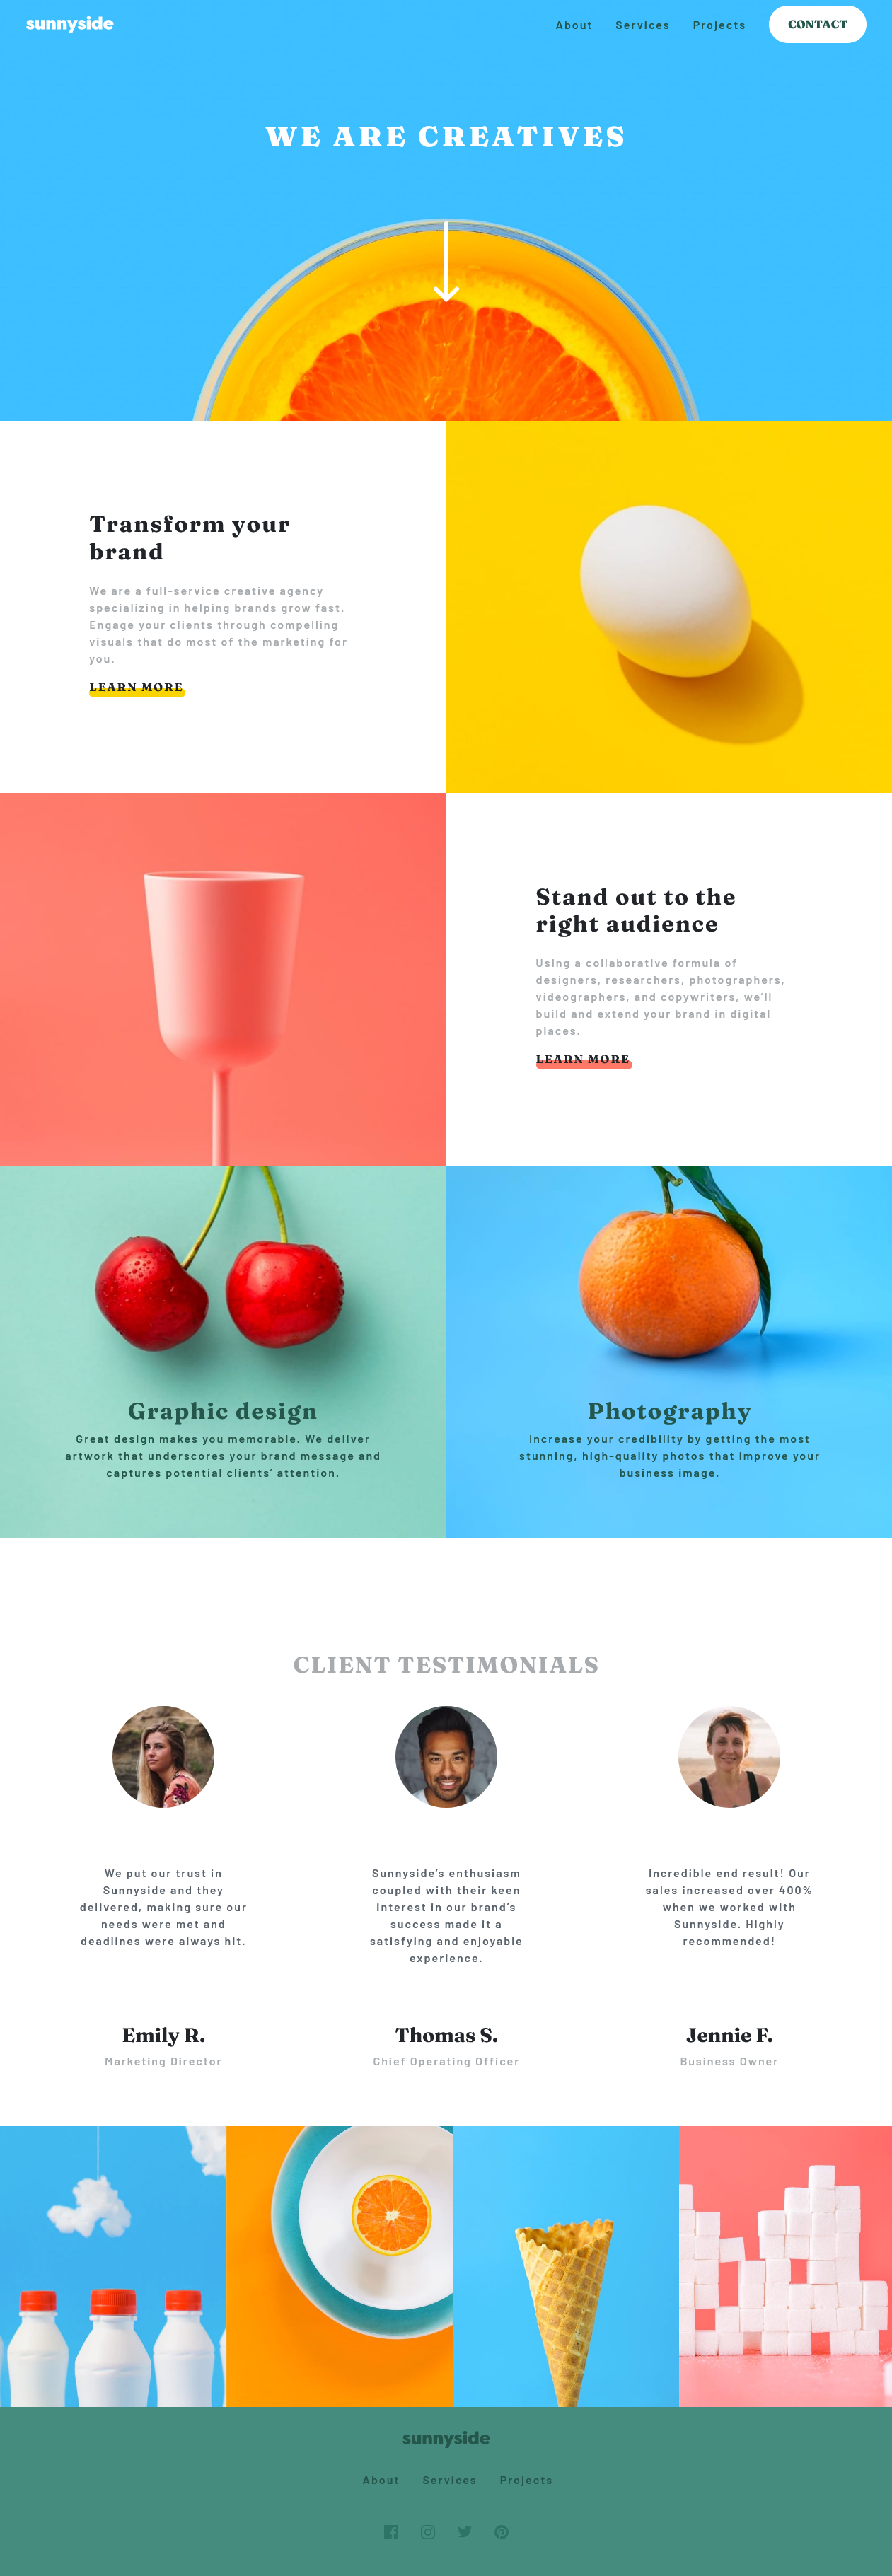 sunnyside
About Services Projects CONTACT
WE ARE CREATIVES
Transform your
brand
We are a full-service creative agency
specializing in helping brands grow fast.
Engage your clients through compelling
visuals that do most of the marketing for
you.
LEARN MORE
Stand out to the
right audience
Using a collaborative formula of
designers, researchers, photographers,
videographers, and copywriters, we'll
build and extend your brand in digital
places.
LEARN MORE
Graphic design
Great design makes you memorable. We deliver
artwork that underscores your brand message and
captures potential clients' attention.
Photography
Increase your credibility by getting the most
stunning, high-quality photos that improve your
business image.
CLIENT TESTIMONIALS
We put our trust in
Sunnyside and they
delivered, making sure our
needs were met and
deadlines were always hit.
Emily R.
Marketing Director
Sunnyside's enthusiasm
coupled with their keen
interest in our brand's
success made it a
satisfying and enjoyable
experience.
Thomas S.
Chief Operating Officer
Incredible end result! Our
sales increased over 400%
when we worked with
Sunnyside. Highly
recommended!
Jennie F.
Business Owner
sunnyside
About Services Projects